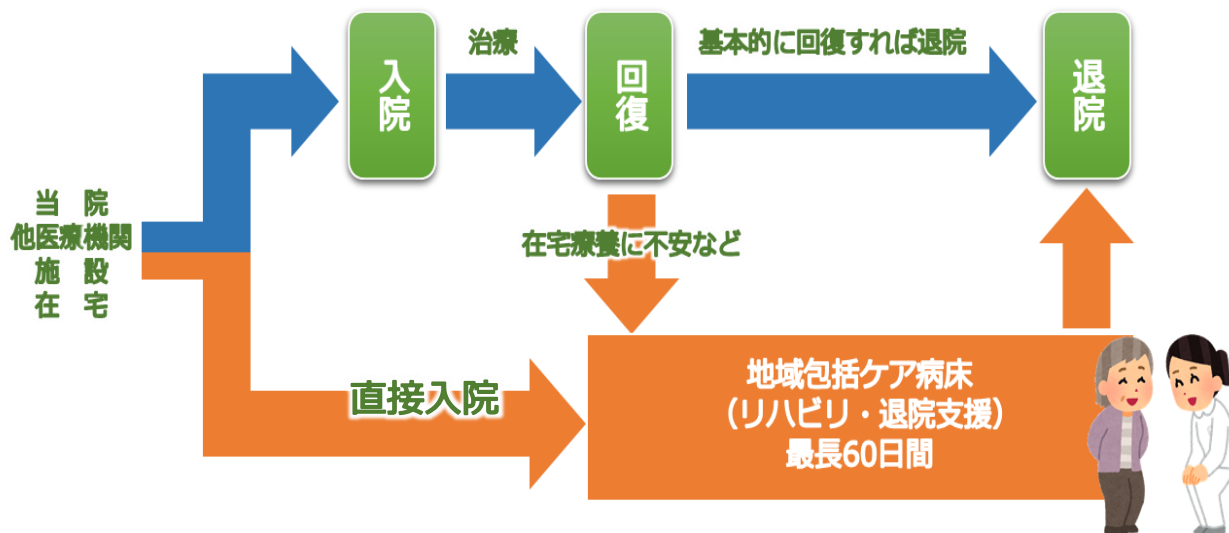 治療
基本的に回復すれば退院
入院
回復
退院
当　院
他医療機関
施　設
在　宅
在宅療養に不安など
直接入院
地域包括ケア病床
（リハビリ・退院支援）
最長60日間